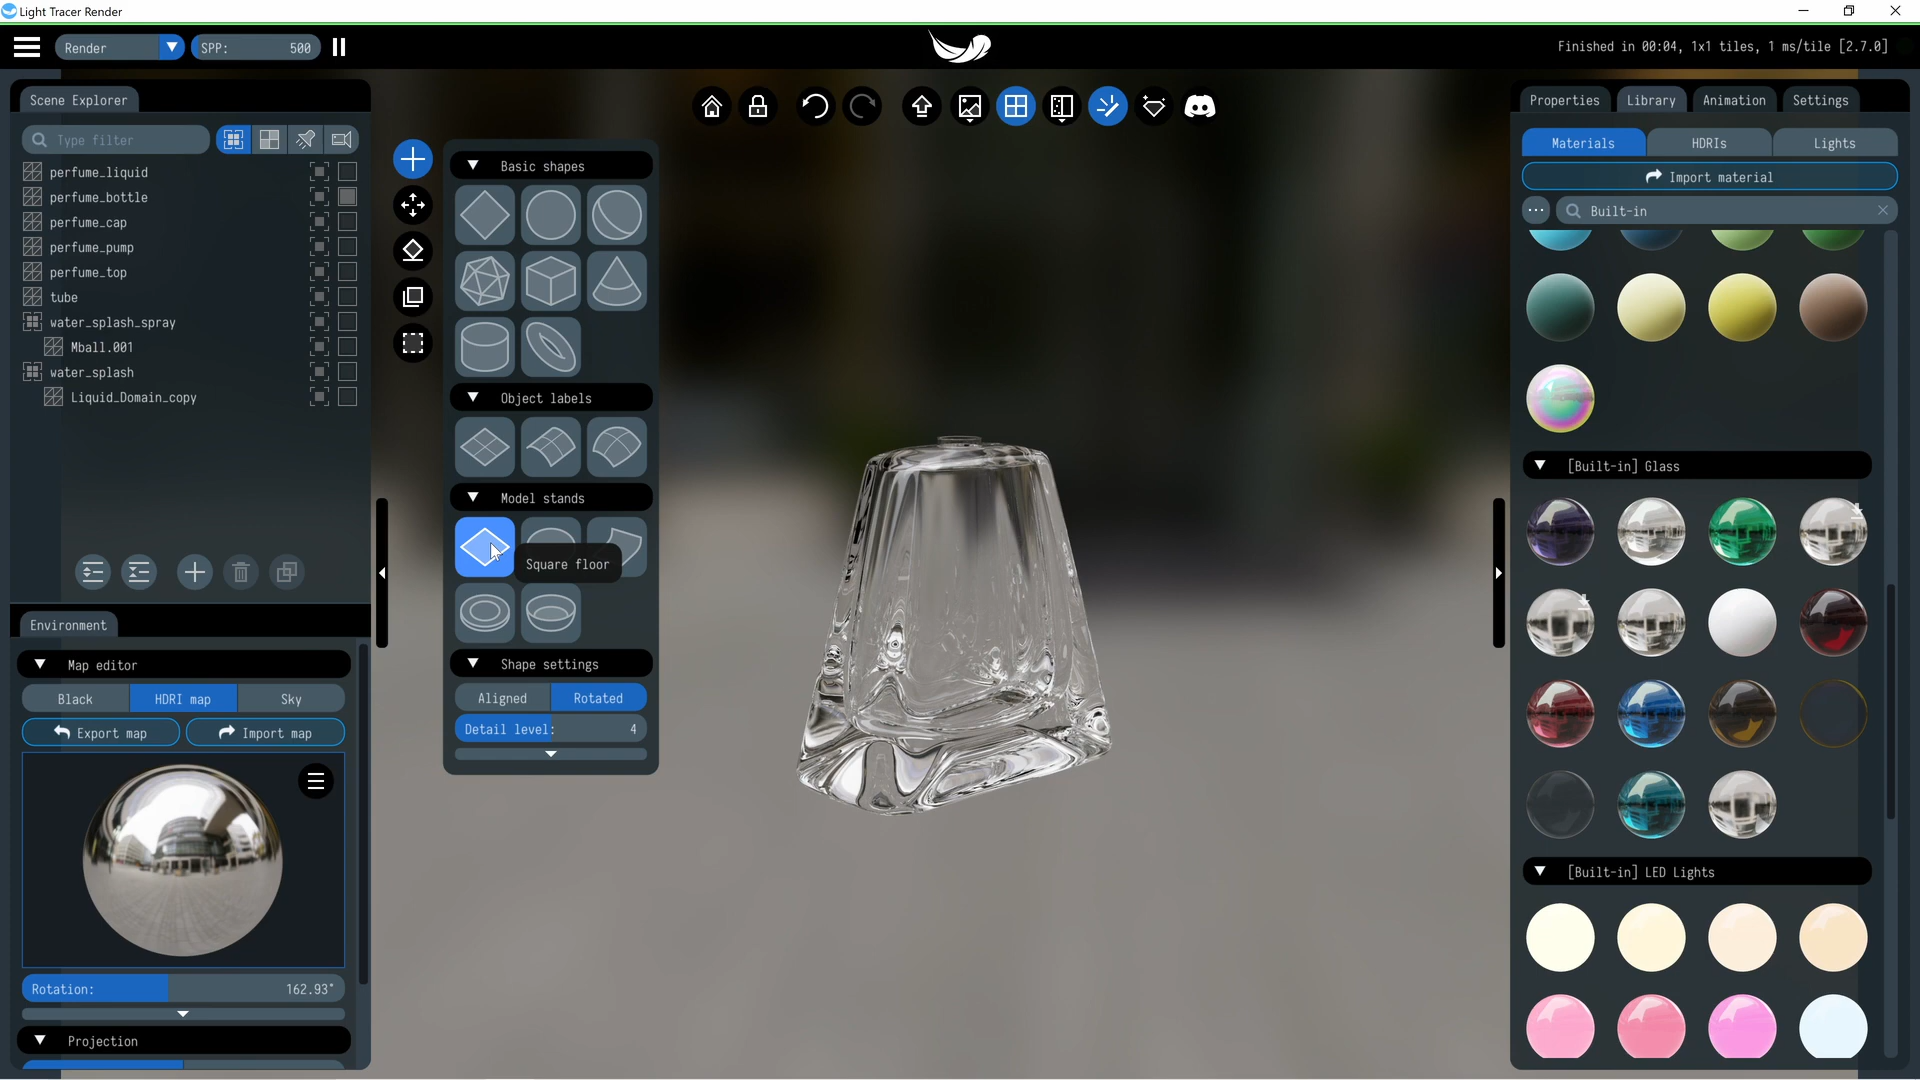 Light Tracer Render
Render
SPP: 500
Finished in 00:04, 1x1 tiles, 1 ms/tile [2.7.0]
Scene Explorer
Type filter
perfume_liquid
perfume_bottle
perfume_cap
perfume_pump
perfume_top
tube
water_splash_spray
Mball.001
water_splash
Liquid_Domain_copy
Environment
Map editor
Black
HDRI map
Sky
Export map
Import map
Rotation: 162.93°
Projection
Basic shapes
Object labels
Model stands
Square floor
Shape settings
Aligned
Rotated
Detail level: 4
Properties
Library
Animation
Settings
Materials
HDRIs
Lights
Import material
Built-in
[Built-in] Glass
[Built-in] LED Lights